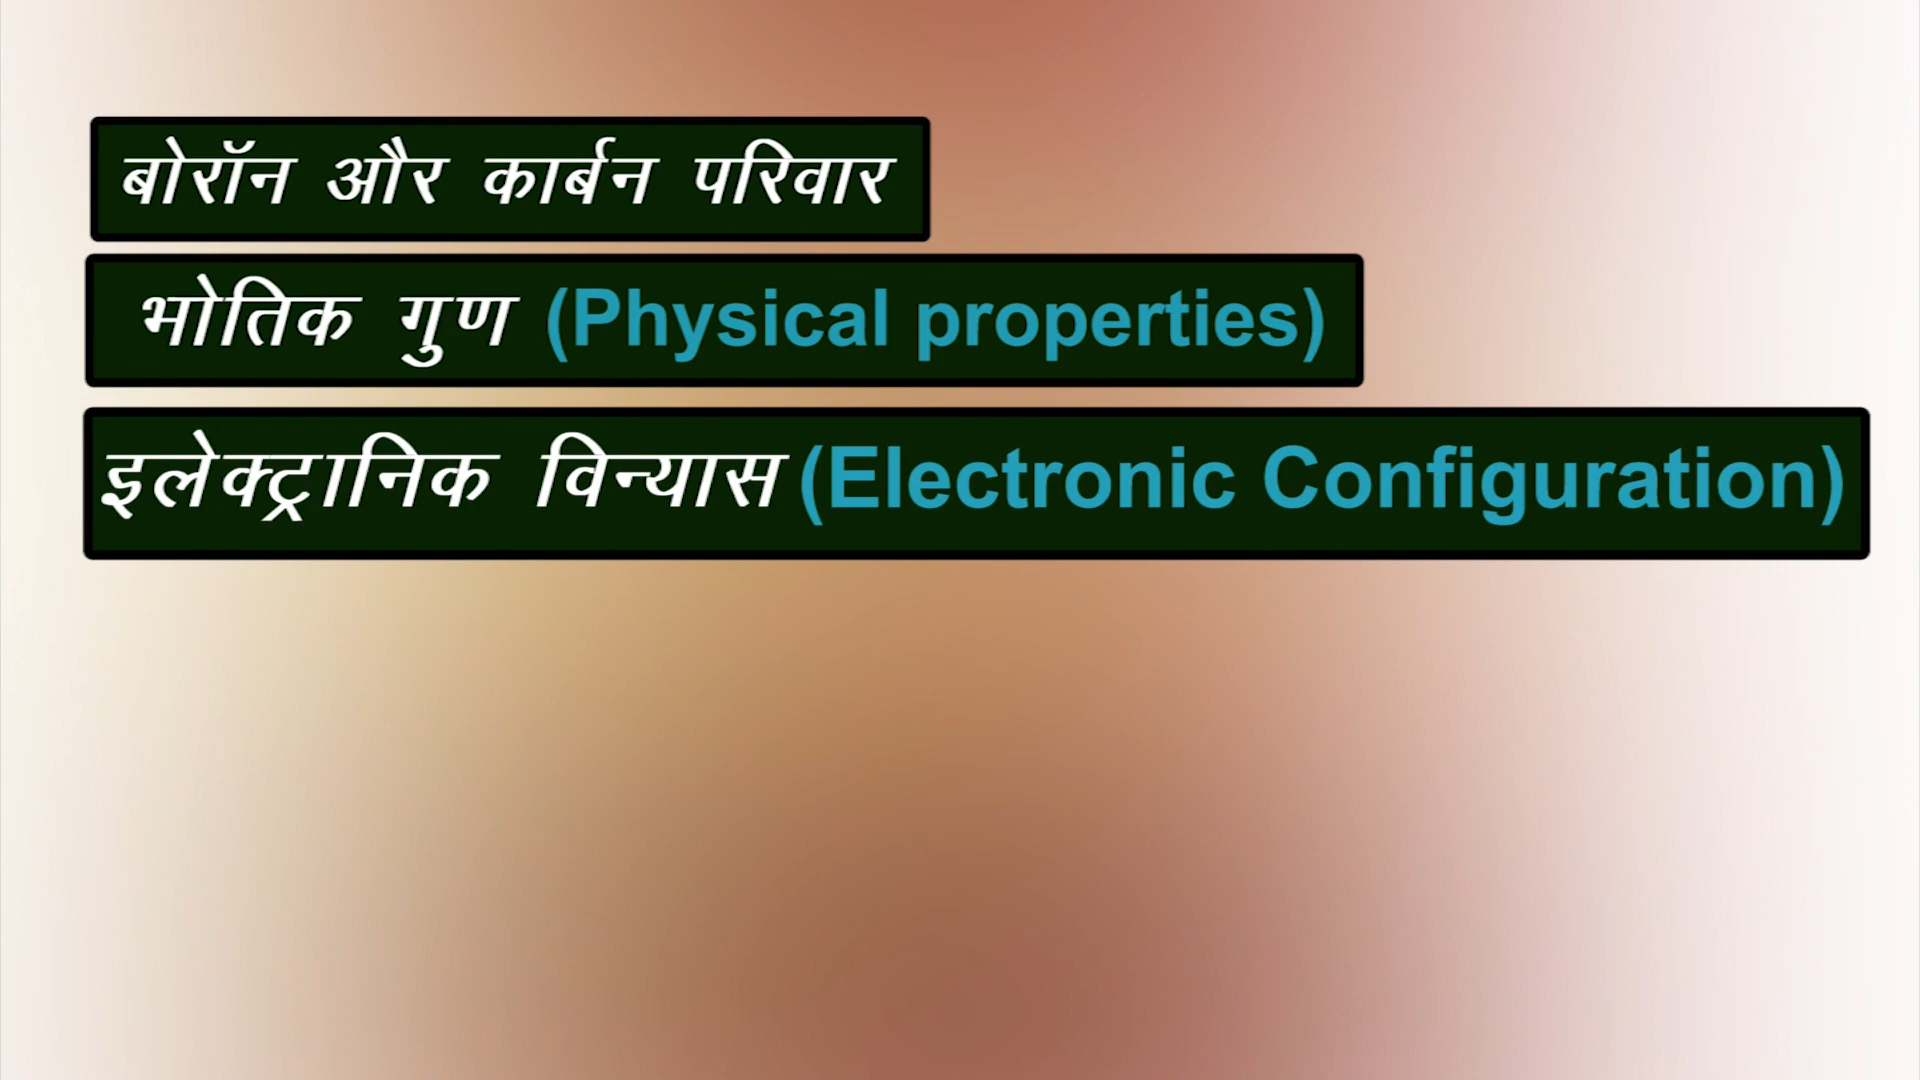 बोरॉन और कार्बन परिवार
भोतिक गुण (Physical properties)
इलेक्ट्रानिक विन्यास (Electronic Configuration)